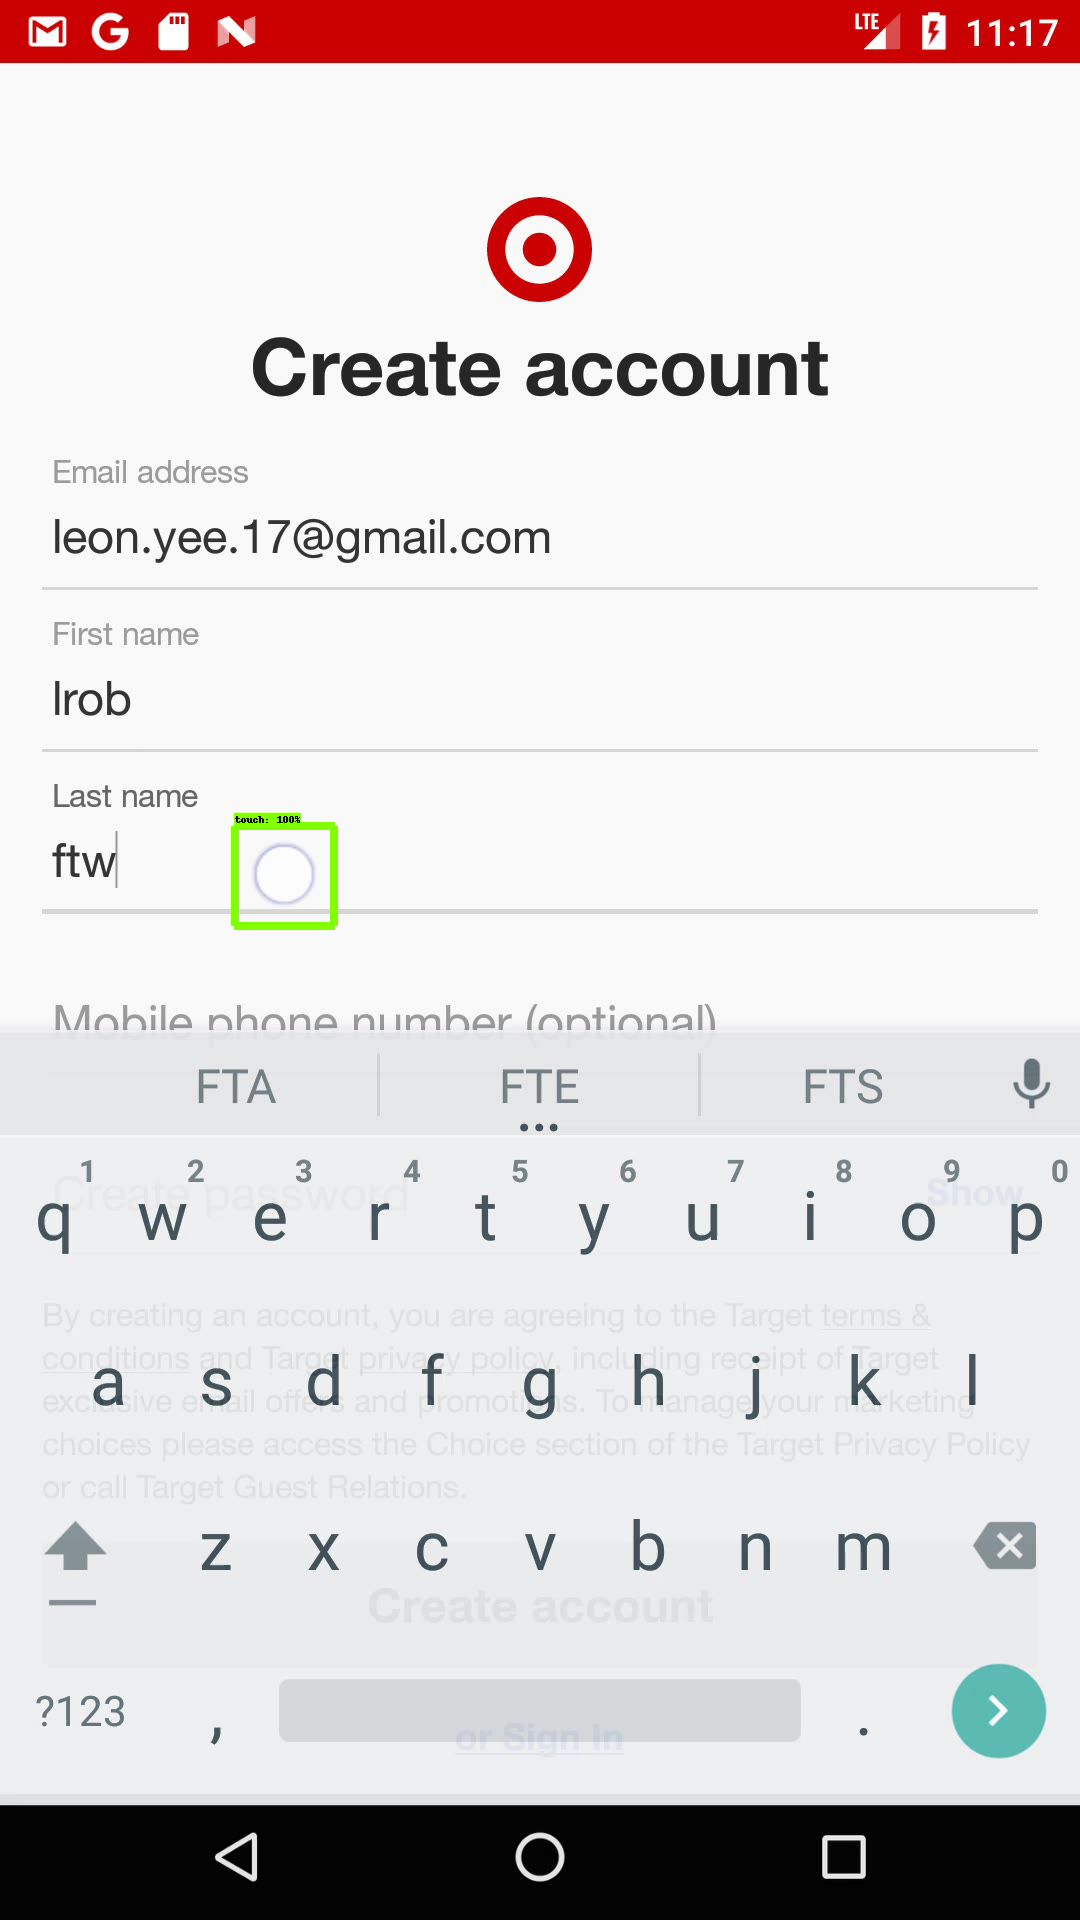 LTE 11:17
Create account
Email address
leon.yee.17@gmail.com
First name
lrob
Last name
touch: 100%
ftw
Mobile phone number (optional)
FTA FTE FTS
1 2 3 4 5 6 7 8 9 0
Create password Show
q w e r t y u i o p
By creating an account, you are agreeing to the Target terms &
conditions and Target privacy policy, including receipt of Target
a s d f g h j k l
exclusive email offers and promotions. To manage your marketing
choices please access the Choice section of the Target Privacy Policy
or call Target Guest Relations.
z x c v b n m
Create account
?123 , .
or Sign In